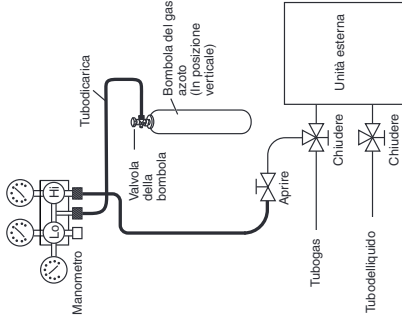 Manometro
Lo
Hi
Tubodicarica
Valvola
della
bombola
Bombola del gas
azoto
(In posizione
verticale)
Aprire
Unità esterna
Chiudere
Chiudere
Tubogas
Tubodelliquido